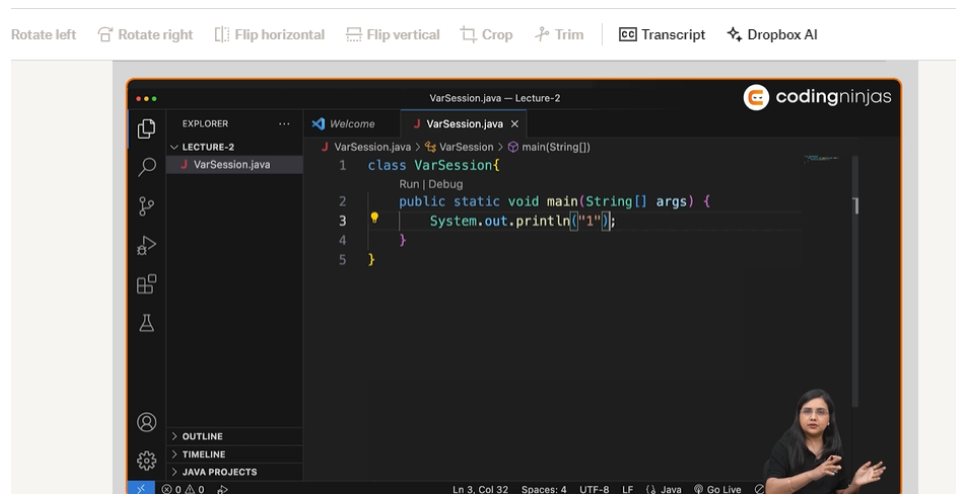 Rotate left Rotate right Flip horizontal Flip vertical Crop Trim CC Transcript Dropbox AI
VarSession.java — Lecture-2
codingninjas
EXPLORER ...
Welcome
VarSession.java ×
LECTURE-2
J VarSession.java
J VarSession.java > VarSession > main(String[])
1 class VarSession{
Run | Debug
2 public static void main(String[] args) {
3 System.out.println("1");
4 }
5 }
OUTLINE
TIMELINE
JAVA PROJECTS
0 0 Ln 3, Col 32 Spaces: 4 UTF-8 LF {} Java Go Live